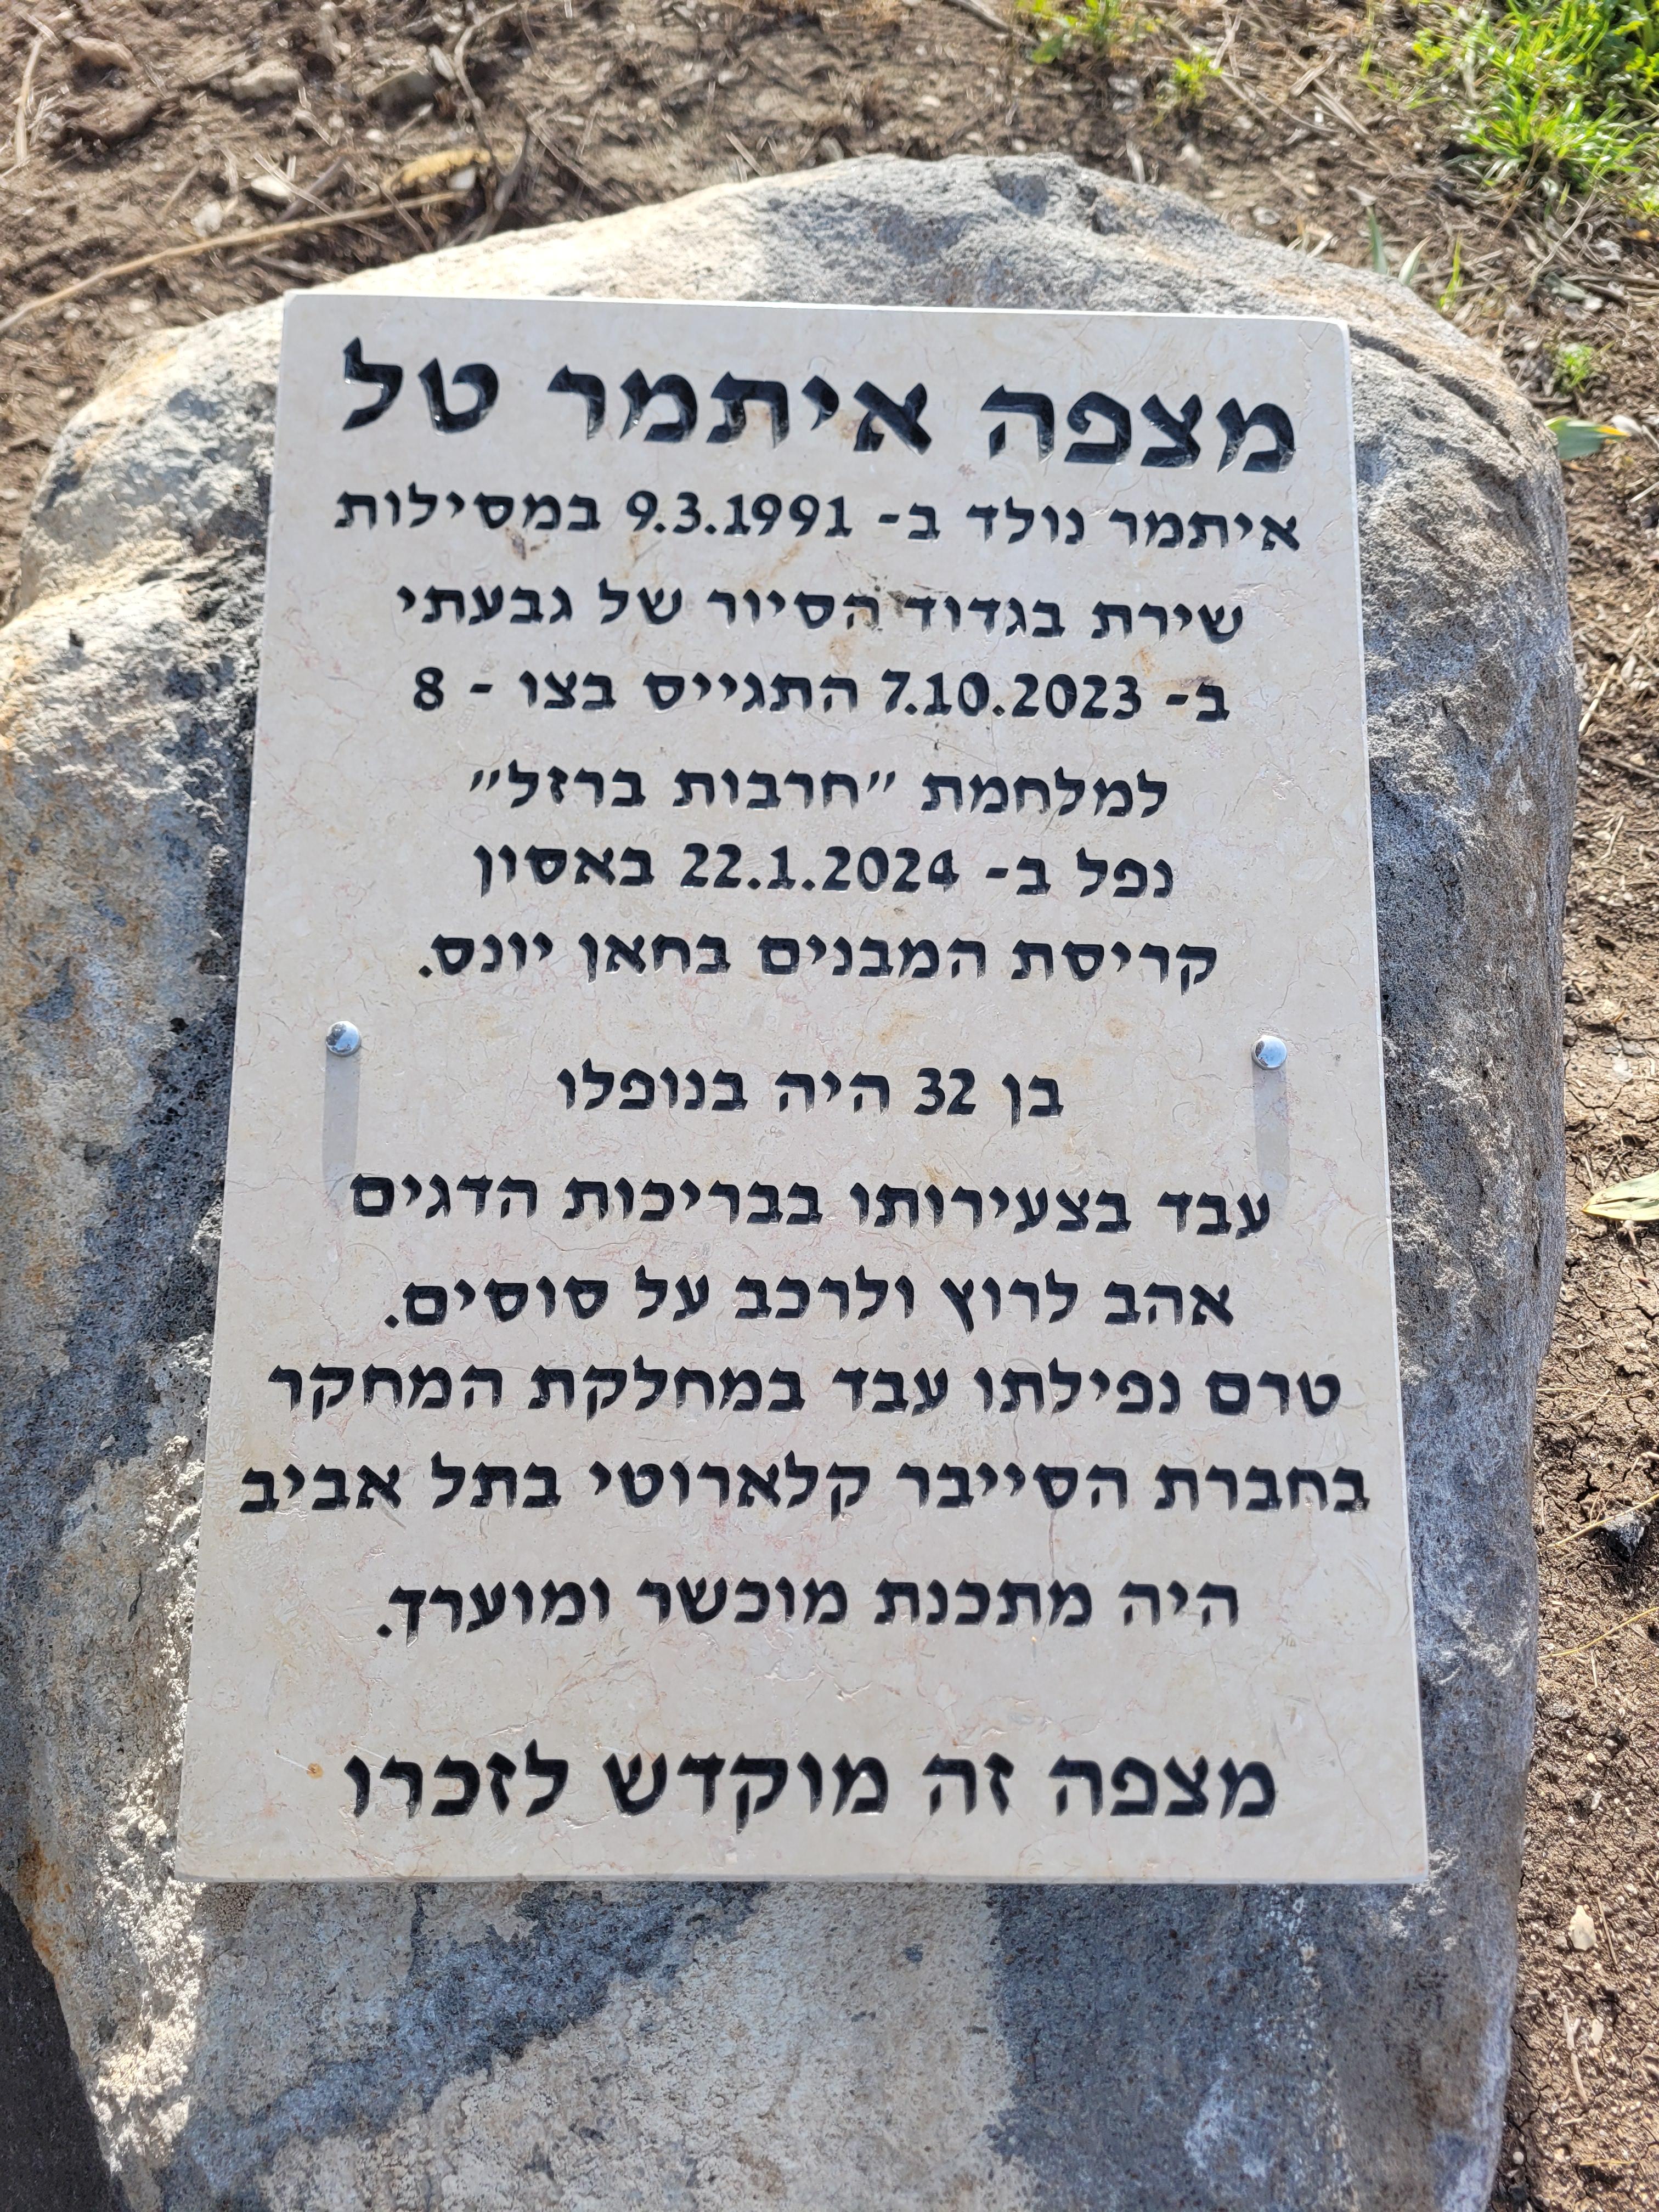 מצפה איתמר טל
איתמר נולד ב- 9.3.1991 במסילות
שירת בגדוד הסיור של גבעתי
ב- 7.10.2023 התגייס בצו - 8
למלחמת "חרבות ברזל"
נפל ב- 22.1.2024 באסון
קריסת המבנים בחאן יונס.
בן 32 היה בנופלו
עבד בצעירותו בבריכות הדגים
אהב לרוץ ולרכב על סוסים.
טרם נפילתו עבד במחלקת המחקר
בחברת הסייבר קלארוטי בתל אביב
היה מתכנת מוכשר ומוערך.
מצפה זה מוקדש לזכרו